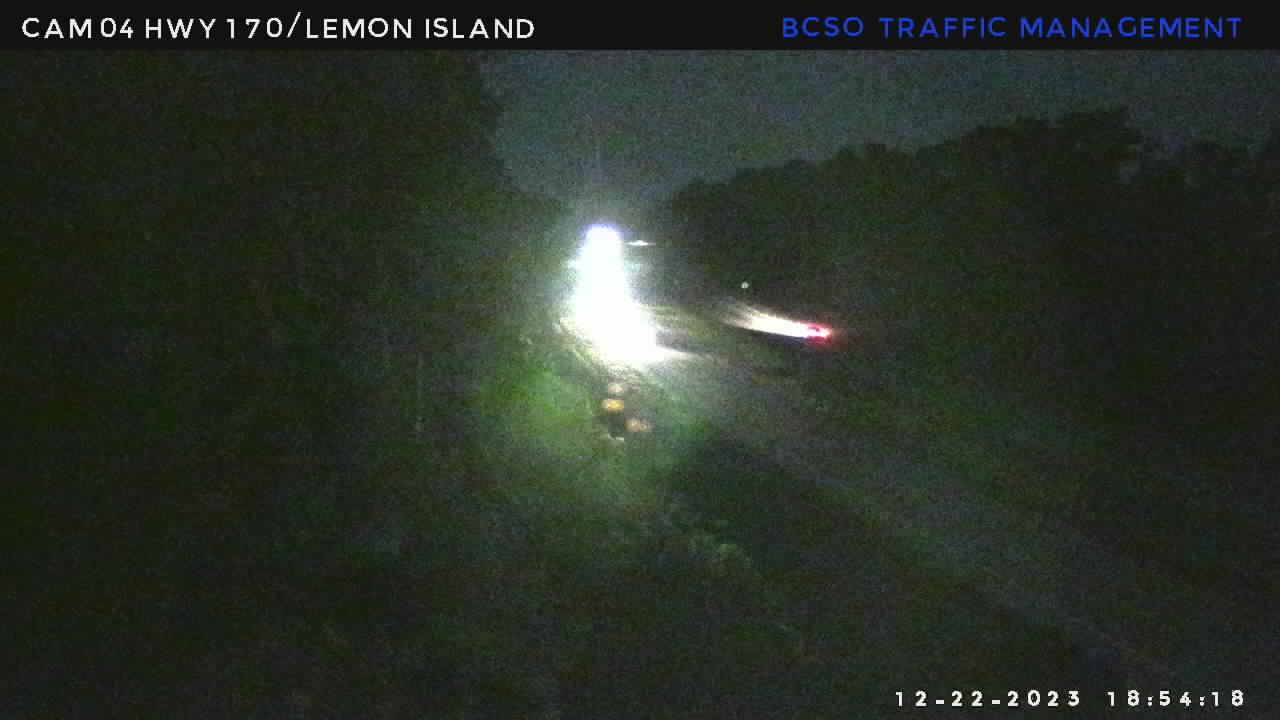 CAM04 HWY 170/LEMON ISLAND
BCSO TRAFFIC MANAGEMENT
12-22-2023 18:54:18